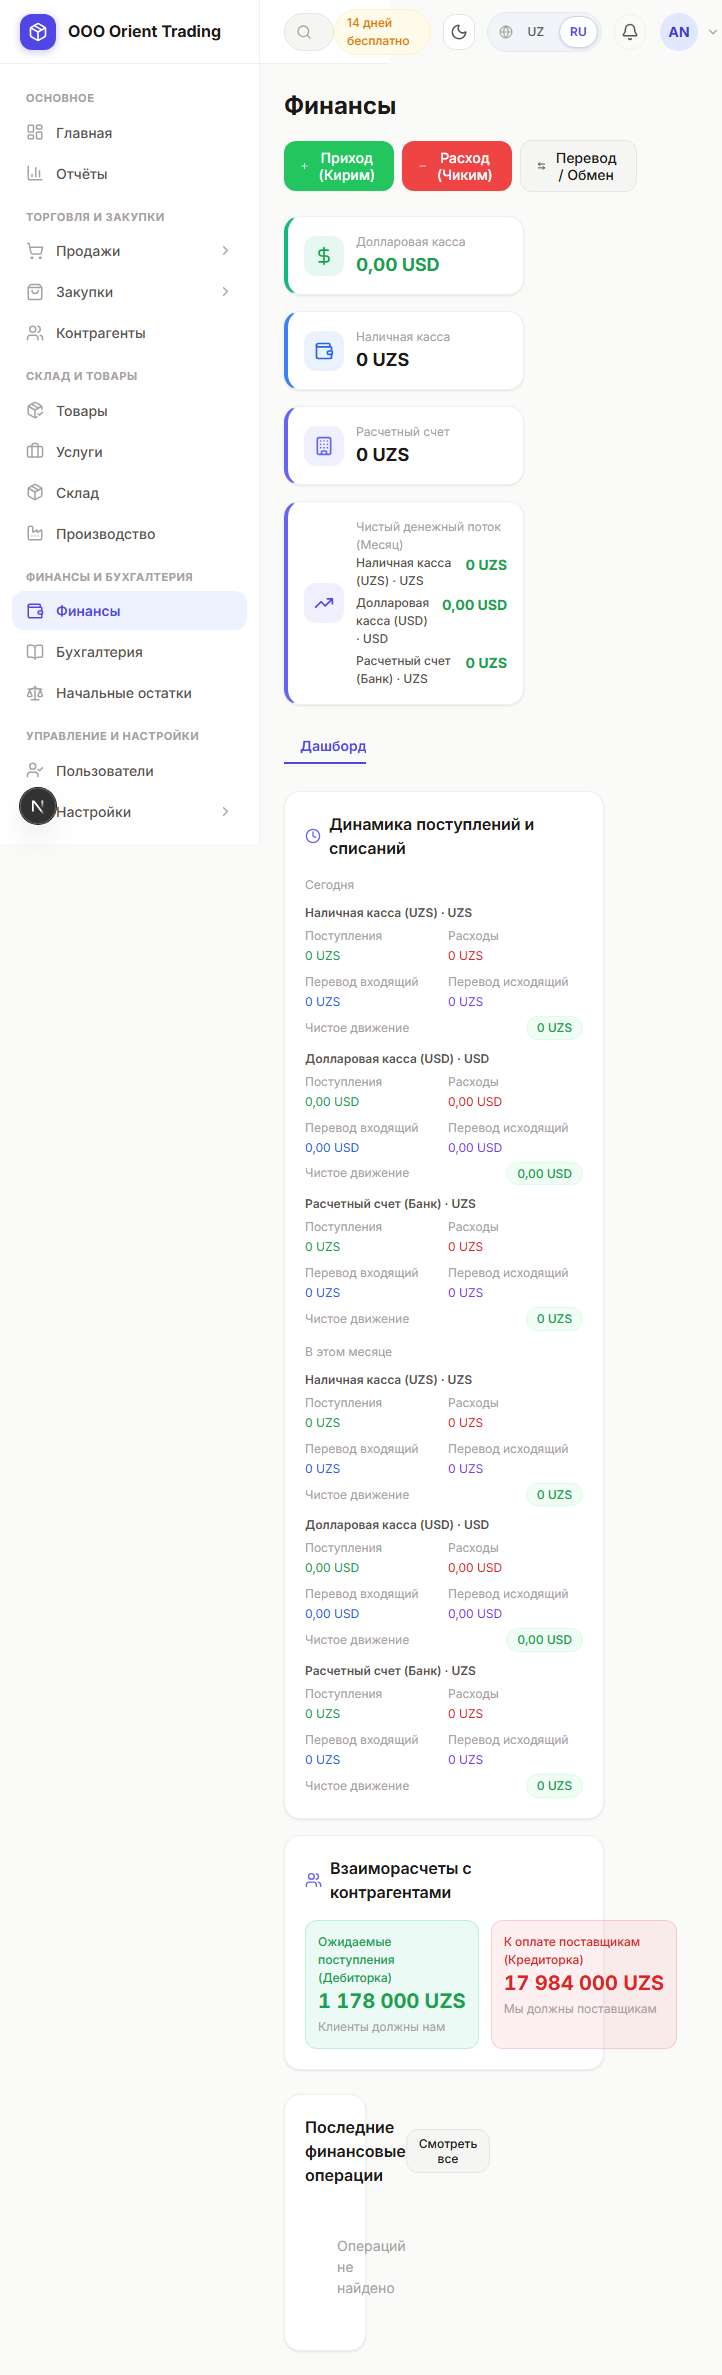 ООО Orient Trading
14 дней
бесплатно
UZ
RU
AN
ОСНОВНОЕ
Главная
Отчёты
ТОРГОВЛЯ И ЗАКУПКИ
Продажи
Закупки
Контрагенты
СКЛАД И ТОВАРЫ
Товары
Услуги
Склад
Производство
ФИНАНСЫ И БУХГАЛТЕРИЯ
Финансы
Бухгалтерия
Начальные остатки
УПРАВЛЕНИЕ И НАСТРОЙКИ
Пользователи
Настройки
N
Финансы
Приход
(Кирим)
Расход
(Чиким)
Перевод
/ Обмен
Долларовая касса
0,00 USD
Наличная касса
0 UZS
Расчетный счет
0 UZS
Чистый денежный поток
(Месяц)
Наличная касса
(UZS) · UZS
0 UZS
Долларовая
касса (USD)
· USD
0,00 USD
Расчетный счет
(Банк) · UZS
0 UZS
Дашборд
Динамика поступлений и
списаний
Сегодня
Наличная касса (UZS) · UZS
Поступления Расходы
0 UZS 0 UZS
Перевод входящий Перевод исходящий
0 UZS 0 UZS
Чистое движение 0 UZS
Долларовая касса (USD) · USD
Поступления Расходы
0,00 USD 0,00 USD
Перевод входящий Перевод исходящий
0,00 USD 0,00 USD
Чистое движение 0,00 USD
Расчетный счет (Банк) · UZS
Поступления Расходы
0 UZS 0 UZS
Перевод входящий Перевод исходящий
0 UZS 0 UZS
Чистое движение 0 UZS
В этом месяце
Наличная касса (UZS) · UZS
Поступления Расходы
0 UZS 0 UZS
Перевод входящий Перевод исходящий
0 UZS 0 UZS
Чистое движение 0 UZS
Долларовая касса (USD) · USD
Поступления Расходы
0,00 USD 0,00 USD
Перевод входящий Перевод исходящий
0,00 USD 0,00 USD
Чистое движение 0,00 USD
Расчетный счет (Банк) · UZS
Поступления Расходы
0 UZS 0 UZS
Перевод входящий Перевод исходящий
0 UZS 0 UZS
Чистое движение 0 UZS
Взаиморасчеты с
контрагентами
Ожидаемые
поступления
(Дебиторка)
1 178 000 UZS
Клиенты должны нам
К оплате поставщикам
(Кредиторка)
17 984 000 UZS
Мы должны поставщикам
Последние
финансовые
операции
Смотреть
все
Операций
не
найдено